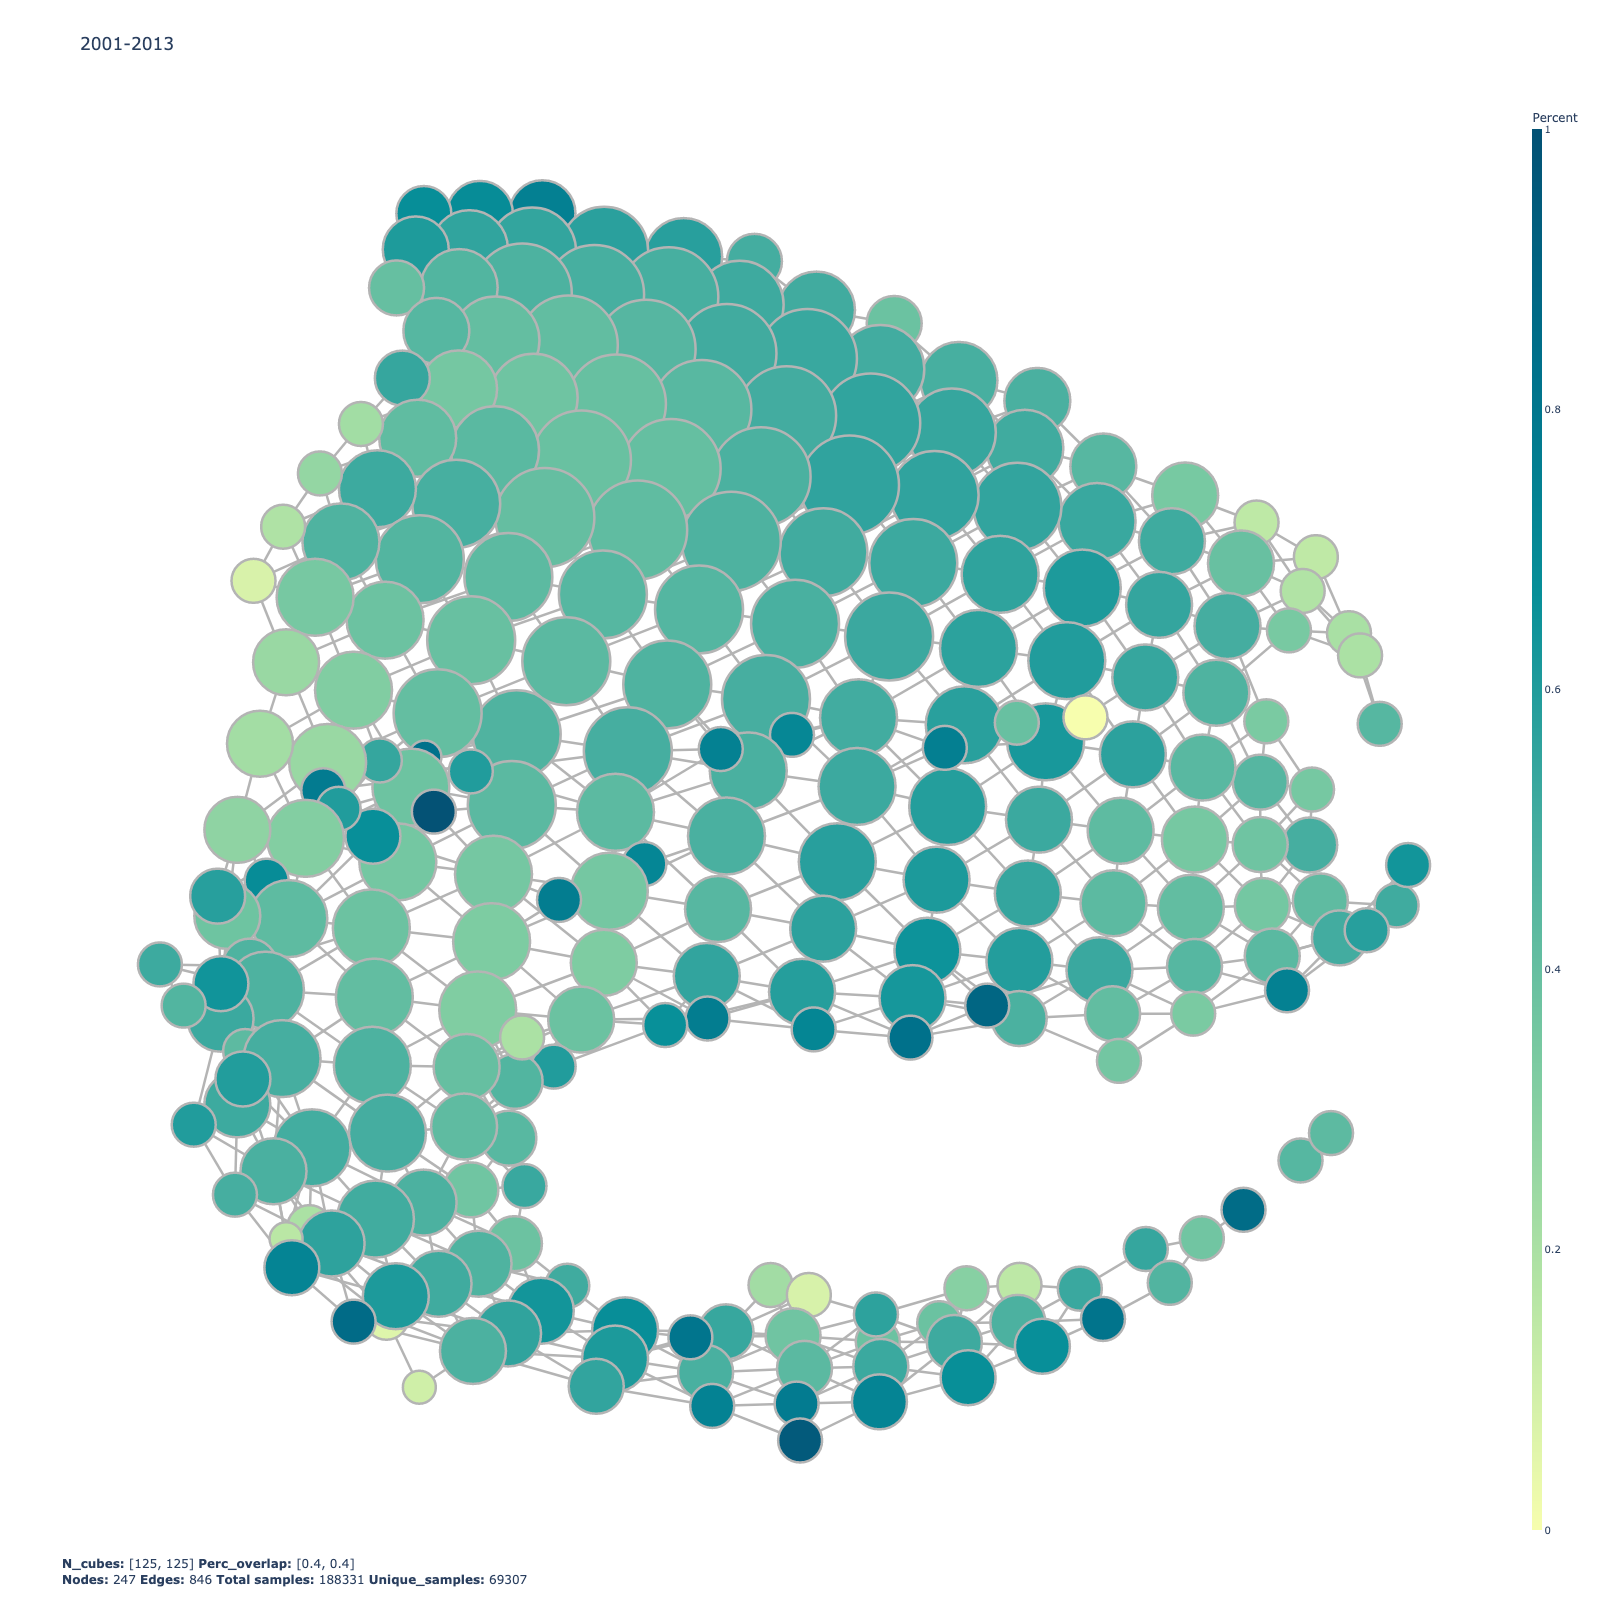 2001-2013
Percent
1
0.8
0.6
0.4
0.2
0
N_cubes: [125, 125] Perc_overlap: [0.4, 0.4]
Nodes: 247 Edges: 846 Total samples: 188331 Unique_samples: 69307